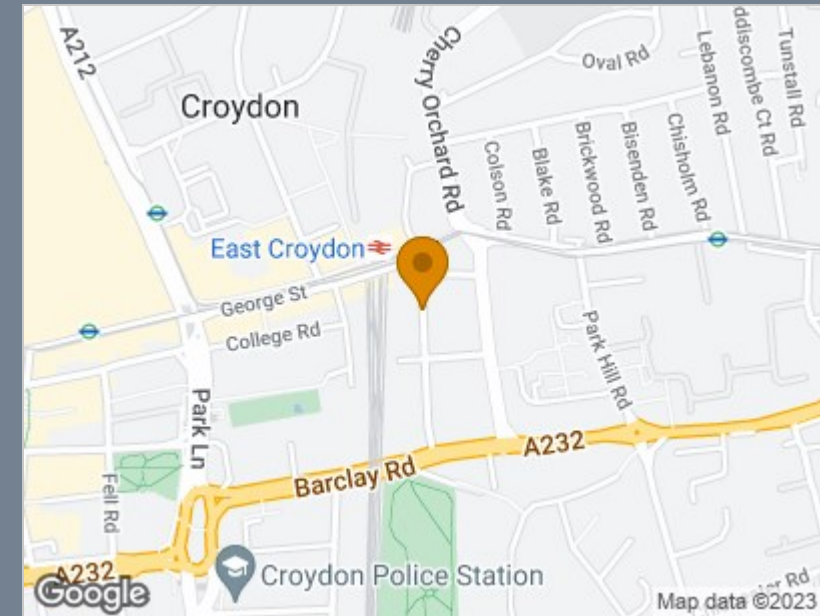 A212
Croydon
Cherry Orchard Rd
Oval Rd
Lebanon Rd
ddiscombe Ct Rd
Tunstall Rd
Colson Rd
Blake Rd
Brickwood Rd
Bisenden Rd
Chisholm Rd
East Croydon
George St
College Rd
Park Ln
Park Hill Rd
A232
Barclay Rd
Fell Rd
A232
Croydon Police Station
Google
Rd
Map data ©2023